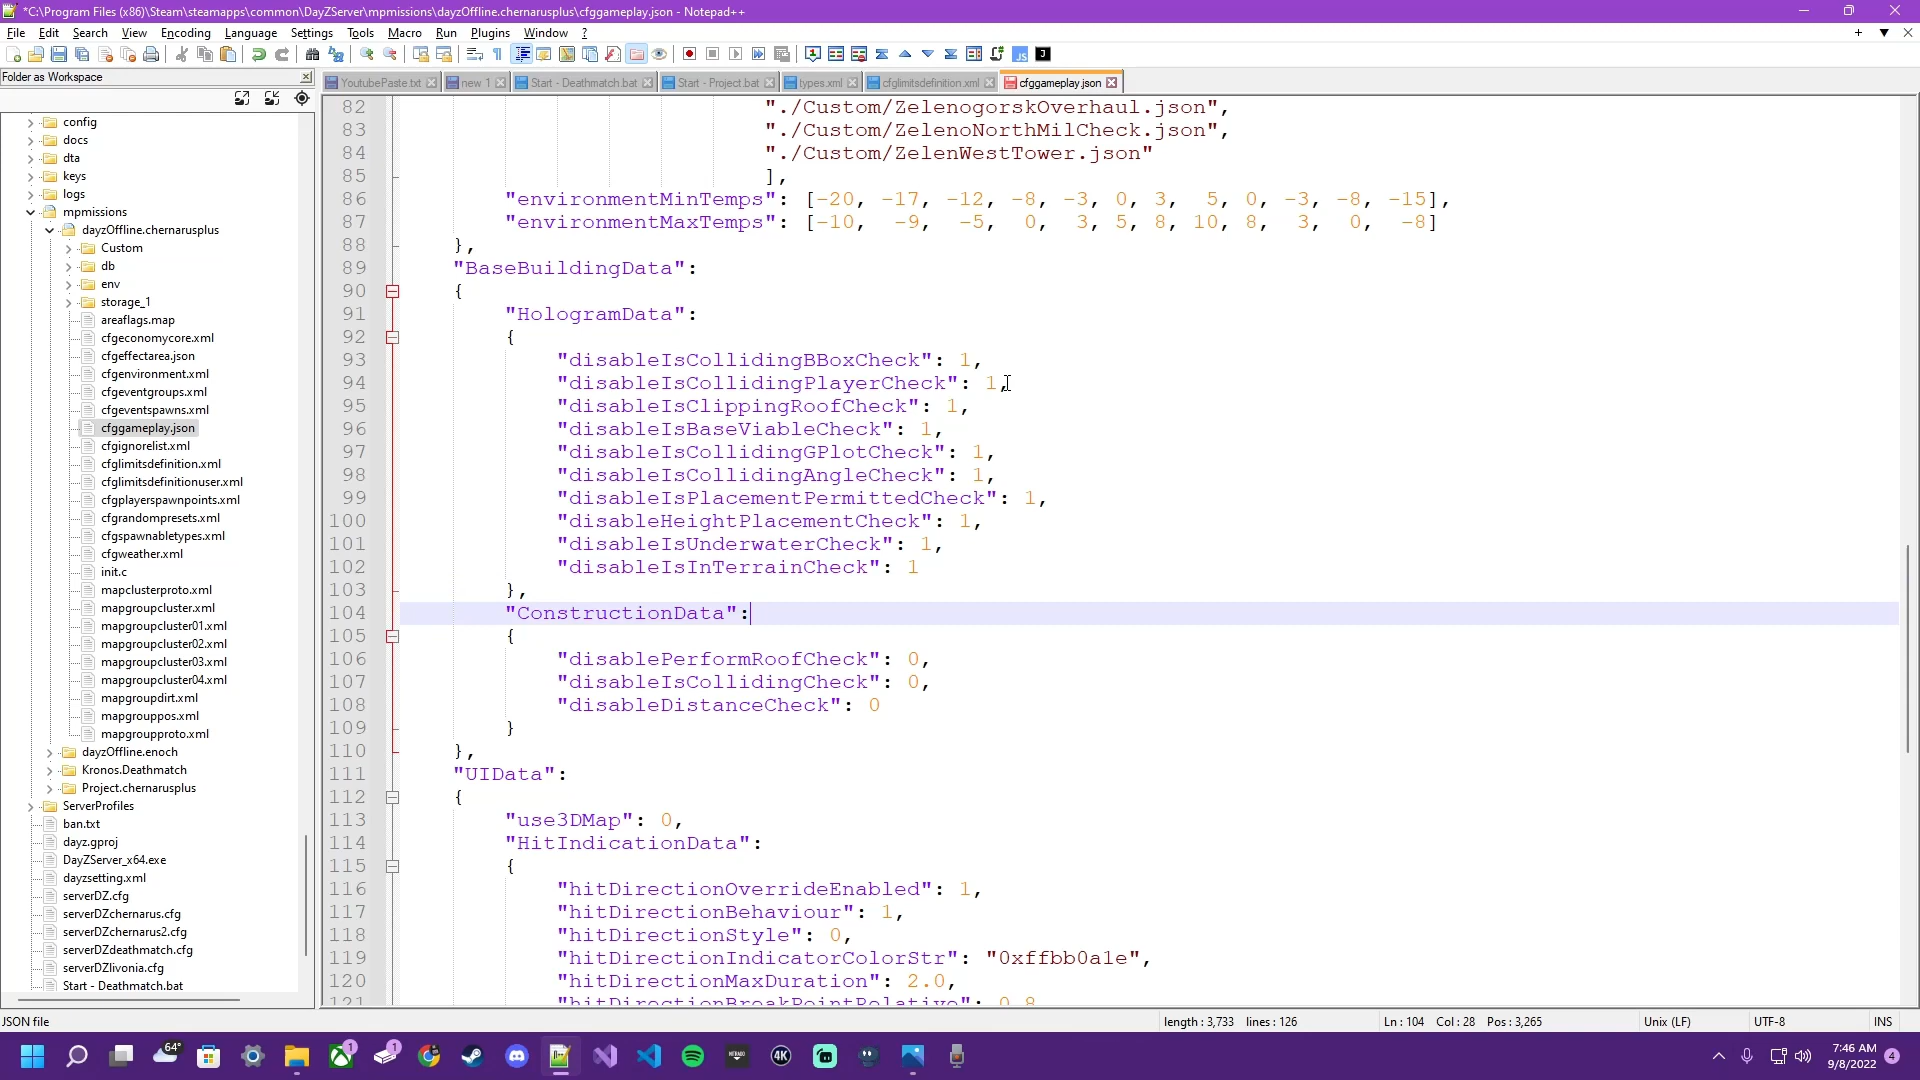 *C:\Program Files (x86)\Steam\steamapps\common\DayZServer\mpmissions\dayzOffline.chernarusplus\cfggameplay.json - Notepad++
File Edit Search View Encoding Language Settings Tools Macro Run Plugins Window ?
Folder as Workspace
YoutubePaste.txt new 1 Start - Deathmatch.bat Start - Project.bat types.xml cfglimitsdefinition.xml cfggameplay.json
config
docs
dta
keys
logs
mpmissions
dayzOffline.chernarusplus
Custom
db
env
storage_1
areaflags.map
cfgeconomycore.xml
cfgeffectarea.json
cfgenvironment.xml
cfgeventgroups.xml
cfgeventspawns.xml
cfggameplay.json
cfgignorelist.xml
cfglimitsdefinition.xml
cfglimitsdefinitionuser.xml
cfgplayerspawnpoints.xml
cfgrandompresets.xml
cfgspawnabletypes.xml
cfgweather.xml
init.c
mapclusterproto.xml
mapgroupcluster.xml
mapgroupcluster01.xml
mapgroupcluster02.xml
mapgroupcluster03.xml
mapgroupcluster04.xml
mapgroupdirt.xml
mapgrouppos.xml
mapgroupproto.xml
dayzOffline.enoch
Kronos.Deathmatch
Project.chernarusplus
ServerProfiles
ban.txt
dayz.gproj
DayZServer_x64.exe
dayzsetting.xml
serverDZ.cfg
serverDZchernarus.cfg
serverDZchernarus2.cfg
serverDZdeathmatch.cfg
serverDZlivonia.cfg
Start - Deathmatch.bat
82 "./Custom/ZelenogorskOverhaul.json",
83 "./Custom/ZelenoNorthMilCheck.json",
84 "./Custom/ZelenWestTower.json"
85 ],
86 "environmentMinTemps": [-20, -17, -12, -8, -3, 0, 3, 5, 0, -3, -8, -15],
87 "environmentMaxTemps": [-10, -9, -5, 0, 3, 5, 8, 10, 8, 3, 0, -8]
88 },
89 "BaseBuildingData":
90 {
91 "HologramData":
92 {
93 "disableIsCollidingBBoxCheck": 1,
94 "disableIsCollidingPlayerCheck": 1,
95 "disableIsClippingRoofCheck": 1,
96 "disableIsBaseViableCheck": 1,
97 "disableIsCollidingGPlotCheck": 1,
98 "disableIsCollidingAngleCheck": 1,
99 "disableIsPlacementPermittedCheck": 1,
100 "disableHeightPlacementCheck": 1,
101 "disableIsUnderwaterCheck": 1,
102 "disableIsInTerrainCheck": 1
103 },
104 "ConstructionData":
105 {
106 "disablePerformRoofCheck": 0,
107 "disableIsCollidingCheck": 0,
108 "disableDistanceCheck": 0
109 }
110 },
111 "UIData":
112 {
113 "use3DMap": 0,
114 "HitIndicationData":
115 {
116 "hitDirectionOverrideEnabled": 1,
117 "hitDirectionBehaviour": 1,
118 "hitDirectionStyle": 0,
119 "hitDirectionIndicatorColorStr": "0xffbb0a1e",
120 "hitDirectionMaxDuration": 2.0,
121 "hitDirectionBreakPointRelative": 0.8
JSON file length : 3,733 lines : 126 Ln : 104 Col : 28 Pos : 3,265 Unix (LF) UTF-8 INS
64°
1
1
4K
7:46 AM
9/8/2022
4